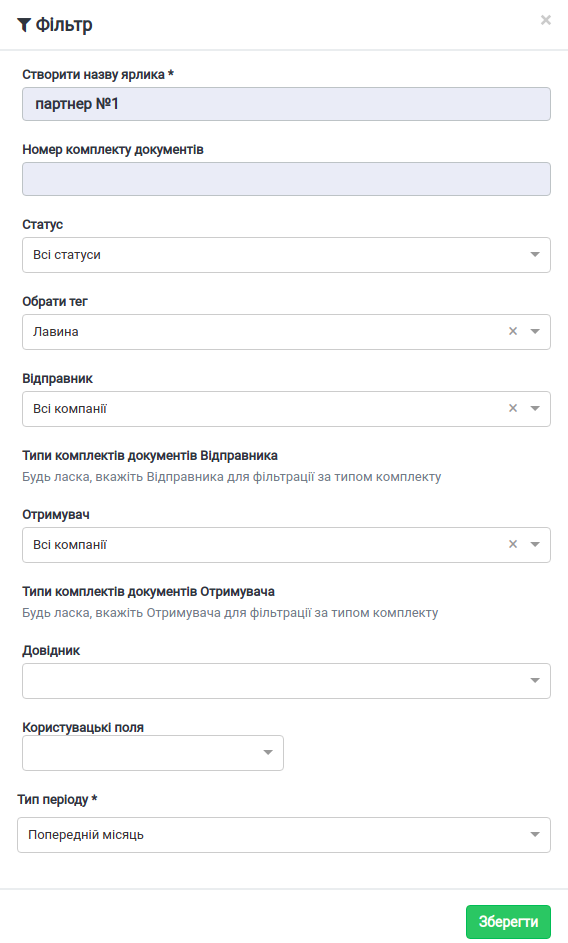 Фільтр
Створити назву ярлика *
партнер №1
Номер комплекту документів
Статус
Всі статуси
Обрати тег
Лавина
Відправник
Всі компанії
Типи комплектів документів Відправника
Будь ласка, вкажіть Відправника для фільтрації за типом комплекту
Отримувач
Всі компанії
Типи комплектів документів Отримувача
Будь ласка, вкажіть Отримувача для фільтрації за типом комплекту
Довідник
Користувацькі поля
Тип періоду *
Попередній місяць
Зберегти